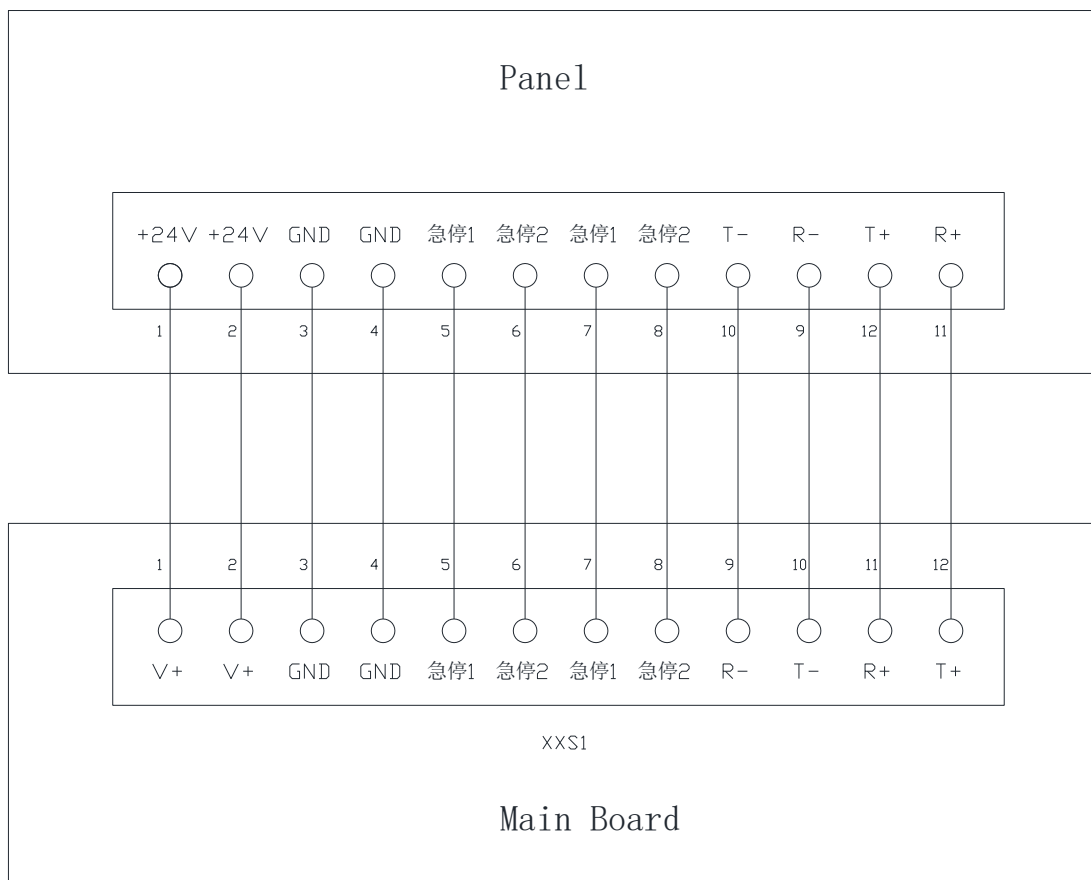 Panel
+24V +24V GND GND 急停1 急停2 急停1 急停2 T- R- T+ R+
1 2 3 4 5 6 7 8 10 9 12 11
1 2 3 4 5 6 7 8 9 10 11 12
V+ V+ GND GND 急停1 急停2 急停1 急停2 R- T- R+ T+
XXS1
Main Board